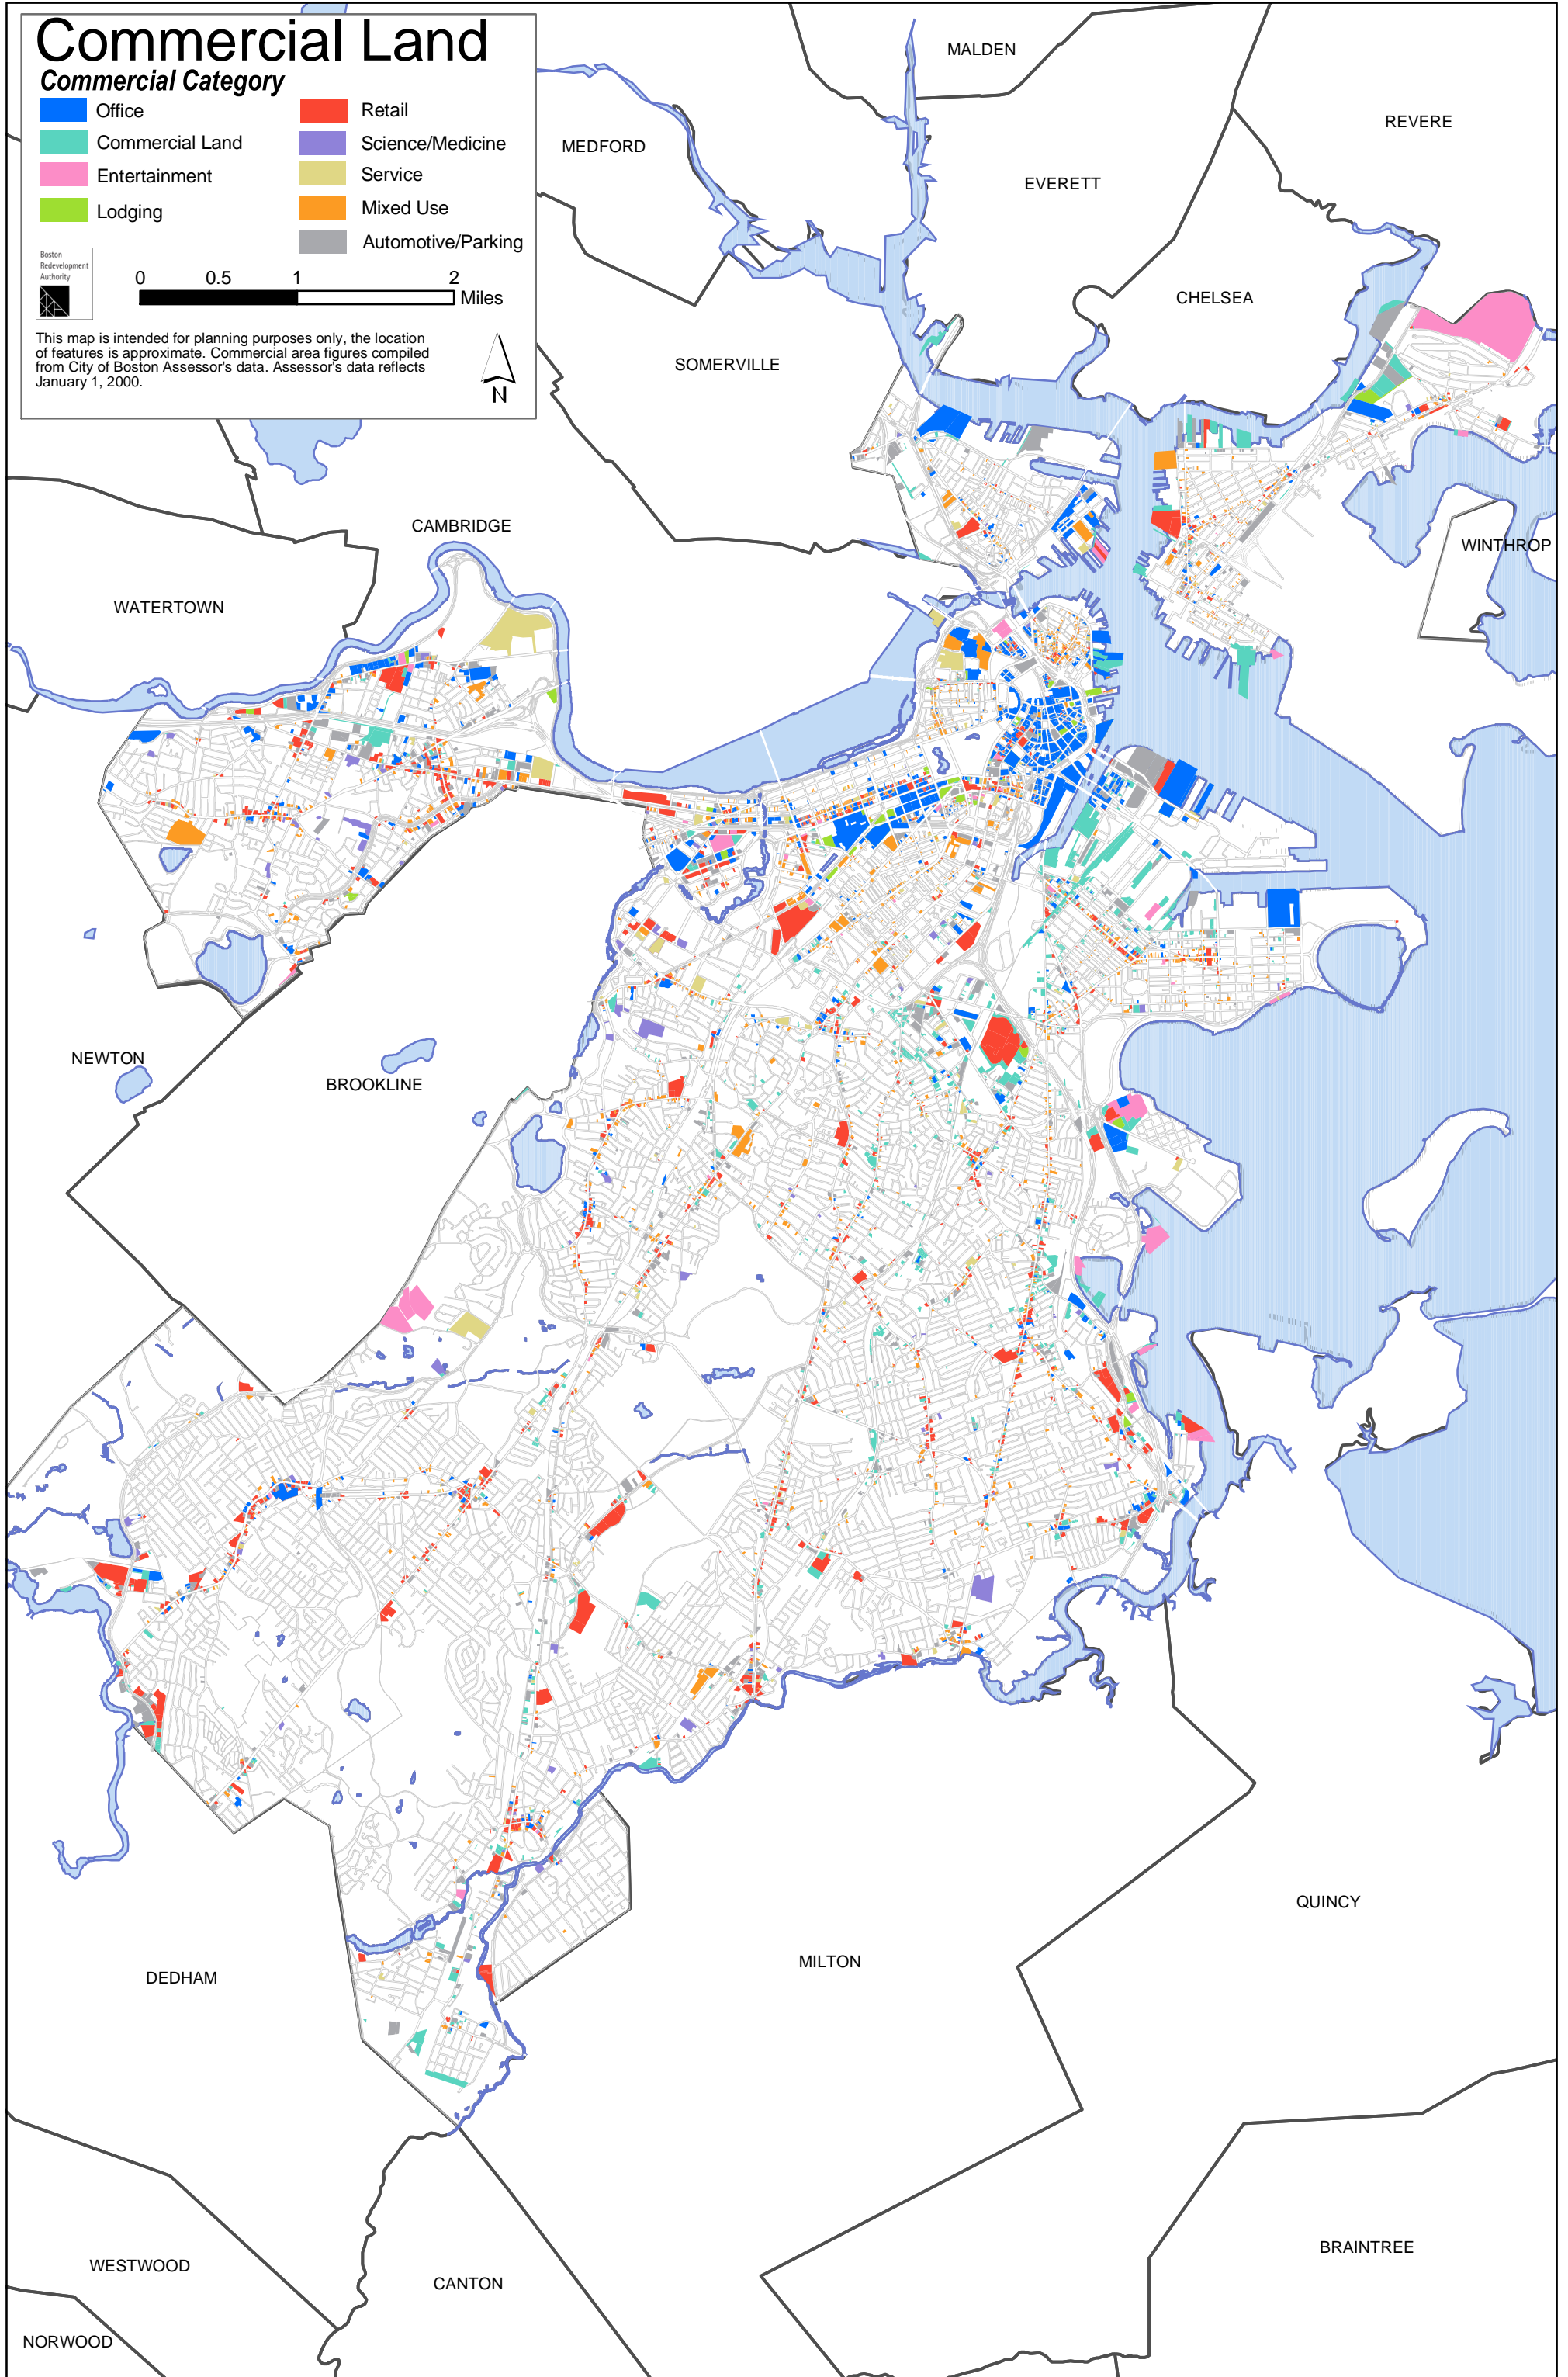 Commercial Land
Commercial Category
Office
Commercial Land
Entertainment
Lodging
Retail
Science/Medicine
Service
Mixed Use
Automotive/Parking
Boston
Redevelopment
Authority
0 0.5 1 2
Miles
This map is intended for planning purposes only, the location
of features is approximate. Commercial area figures compiled
from City of Boston Assessor's data. Assessor's data reflects
January 1, 2000.
N
MALDEN
REVERE
MEDFORD
EVERETT
CHELSEA
SOMERVILLE
CAMBRIDGE
WINTHROP
WATERTOWN
NEWTON
BROOKLINE
QUINCY
MILTON
DEDHAM
BRAINTREE
WESTWOOD
CANTON
NORWOOD